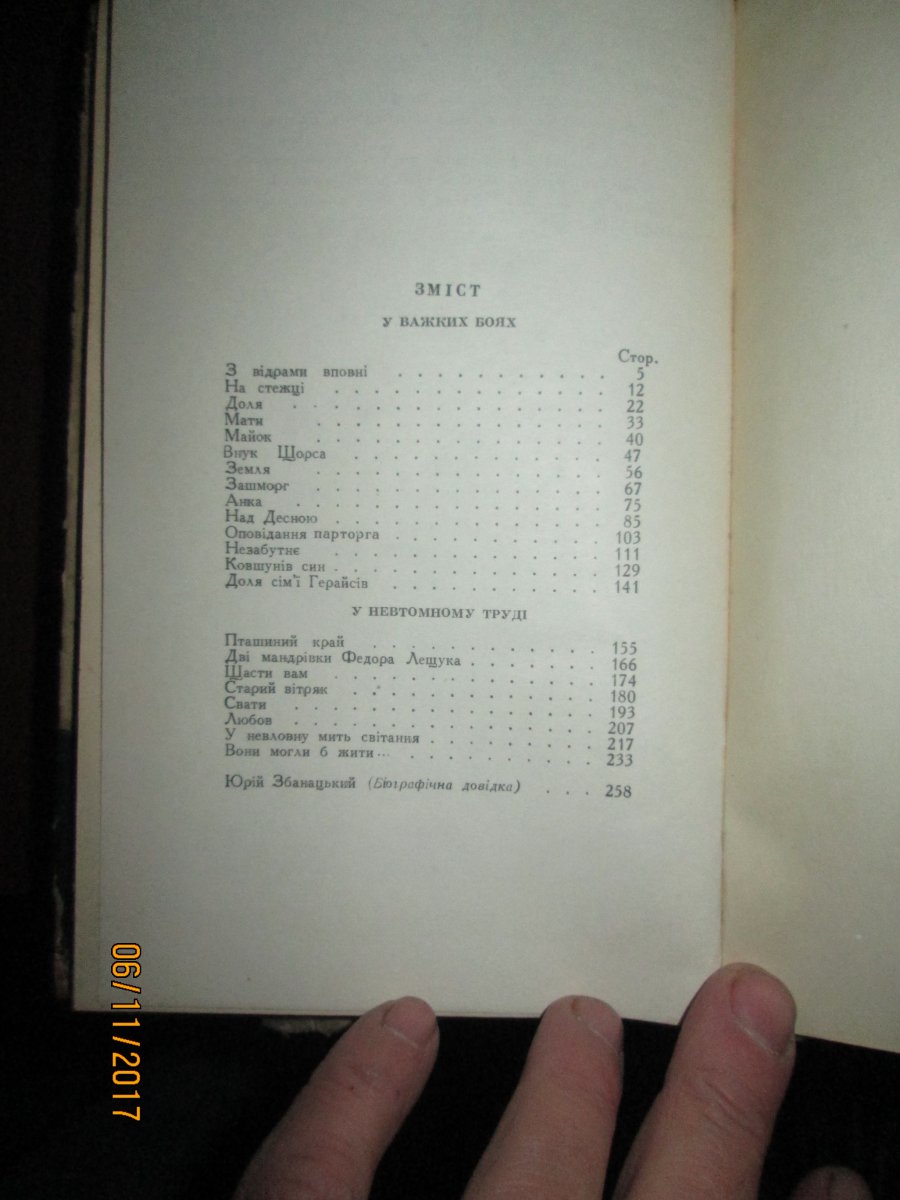 ЗМІСТ
У ВАЖКИХ БОЯХ
Стор.
З відрами вповні . . . . . . . . . . . 5
На стежці . . . . . . . . . . . . . . 12
Доля . . . . . . . . . . . . . . . . 22
Мати . . . . . . . . . . . . . . . 33
Майок . . . . . . . . . . . . . . . 40
Внук Щорса . . . . . . . . . . . . . 47
Земля . . . . . . . . . . . . . . . 56
Зашморг . . . . . . . . . . . . . . 67
Анка . . . . . . . . . . . . . . . . 75
Над Десною . . . . . . . . . . . . . . 85
Оповідання парторга . . . . . . . . . . . 103
Незабутнє . . . . . . . . . . . . . . 111
Ковшунів син . . . . . . . . . . . . . . 129
Доля сім'ї Герайсів . . . . . . . . . . . 141
У НЕВТОМНОМУ ТРУДІ
Пташиний край . . . . . . . . . . . . 155
Дві мандрівки Федора Лещука . . . . . . . 166
Щасти вам . . . . . . . . . . . . . . 174
Старий вітряк . . . . . . . . . . . . 180
Свати . . . . . . . . . . . . . . . . 193
Любов . . . . . . . . . . . . . . . . 207
У невловну мить світання . . . . . . . . . 217
Вони могли б жити... . . . . . . . . . . 233
Юрій Збанацький (Біографічна довідка) . . . 258
06/11/2017